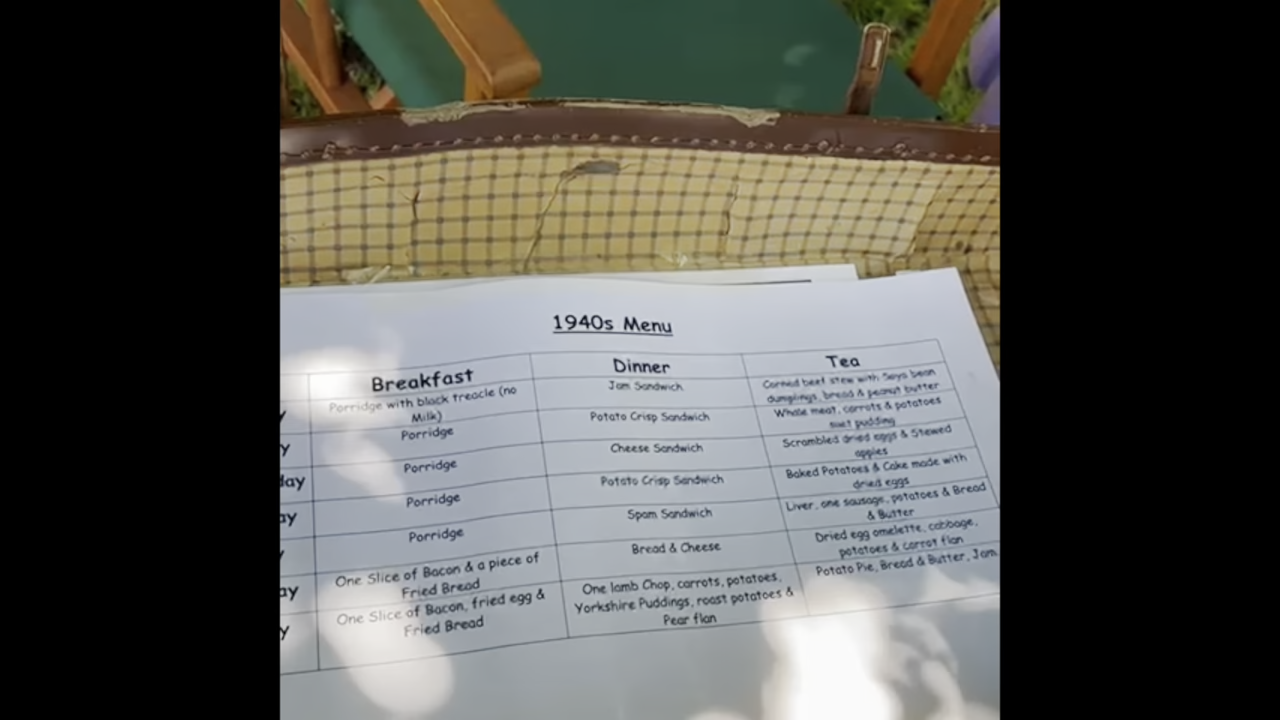 1940s Menu
Breakfast
Dinner
Tea
y
Porridge with black treacle (no
Milk)
Jam Sandwich
Corned beef stew with Soya bean
dumplings, bread & peanut butter
y
Porridge
Potato Crisp Sandwich
Whale meat, carrots & potatoes
suet pudding
day
Porridge
Cheese Sandwich
Scrambled dried eggs & Stewed
apples
ay
Porridge
Potato Crisp Sandwich
Baked Potatoes & Cake made with
dried eggs
y
Porridge
Spam Sandwich
Liver, one sausage, potatoes & Bread
& Butter
ay
One Slice of Bacon & a piece of
Fried Bread
Bread & Cheese
Dried egg omelette, cabbage,
potatoes & carrot flan
y
One Slice of Bacon, fried egg &
Fried Bread
One lamb Chop, carrots, potatoes,
Yorkshire Puddings, roast potatoes &
Pear flan
Potato Pie, Bread & Butter, Jam